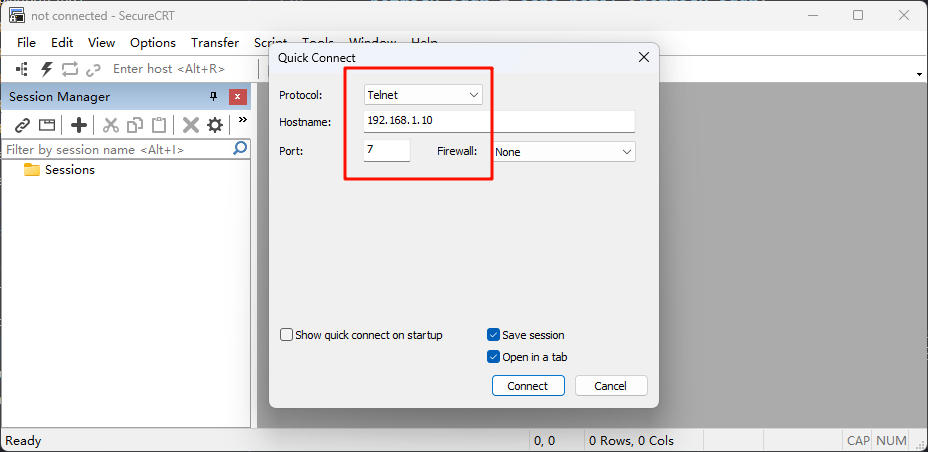 not connected - SecureCRT
File Edit View Options Transfer Script Tools Window Help
Enter host <Alt+R>
Session Manager
Filter by session name <Alt+I>
Sessions
Quick Connect
Protocol: Telnet
Hostname: 192.168.1.10
Port: 7 Firewall: None
Show quick connect on startup Save session
Open in a tab
Connect Cancel
Ready 0, 0 0 Rows, 0 Cols CAP NUM